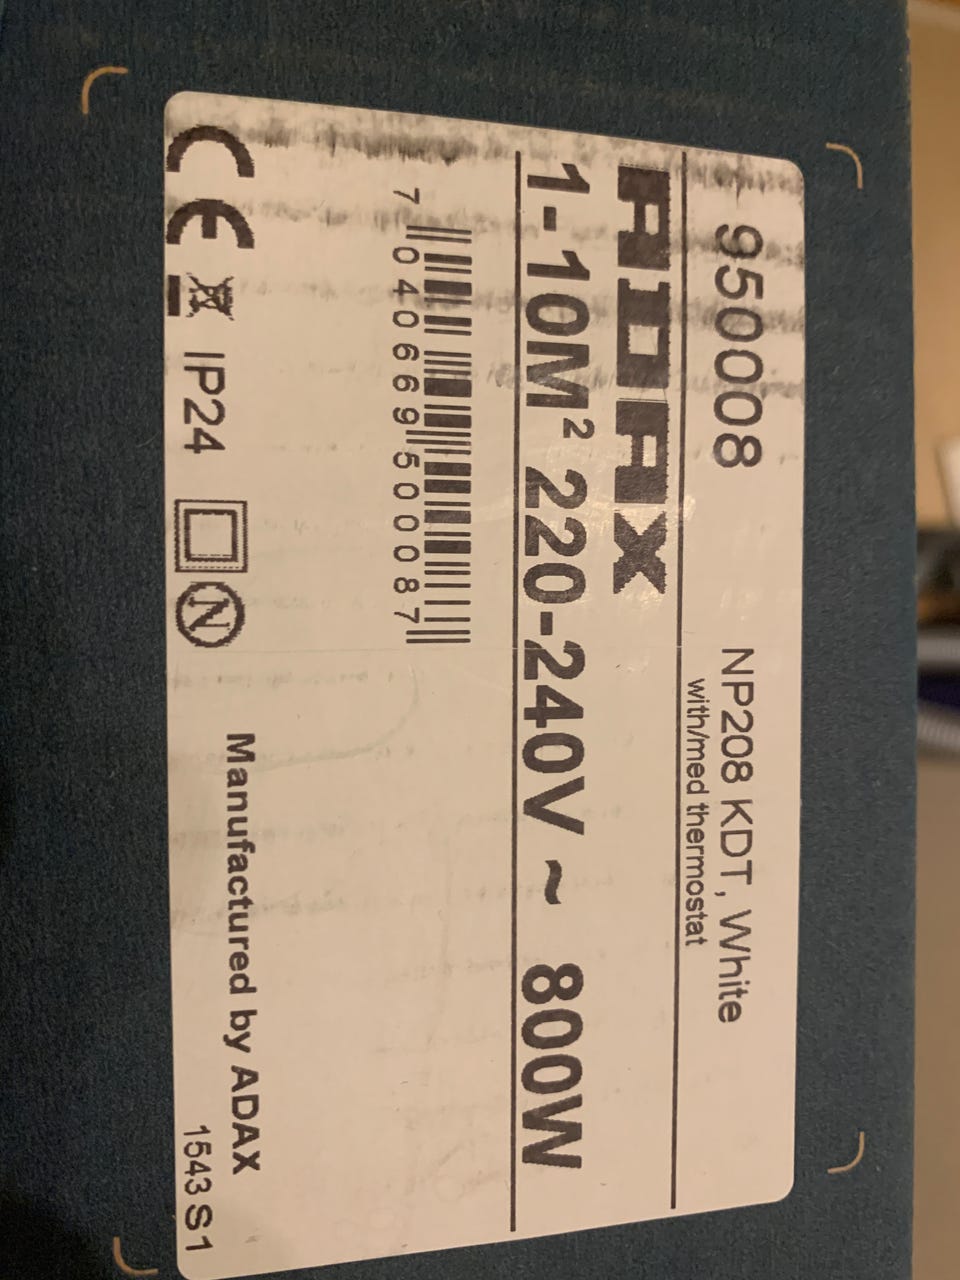 950008
NP208 KDT, White
with/med thermostat
ADAX
1-10M² 220-240V ~ 800W
7 040669 500087
CE IP24 N
Manufactured by ADAX
1543 S1